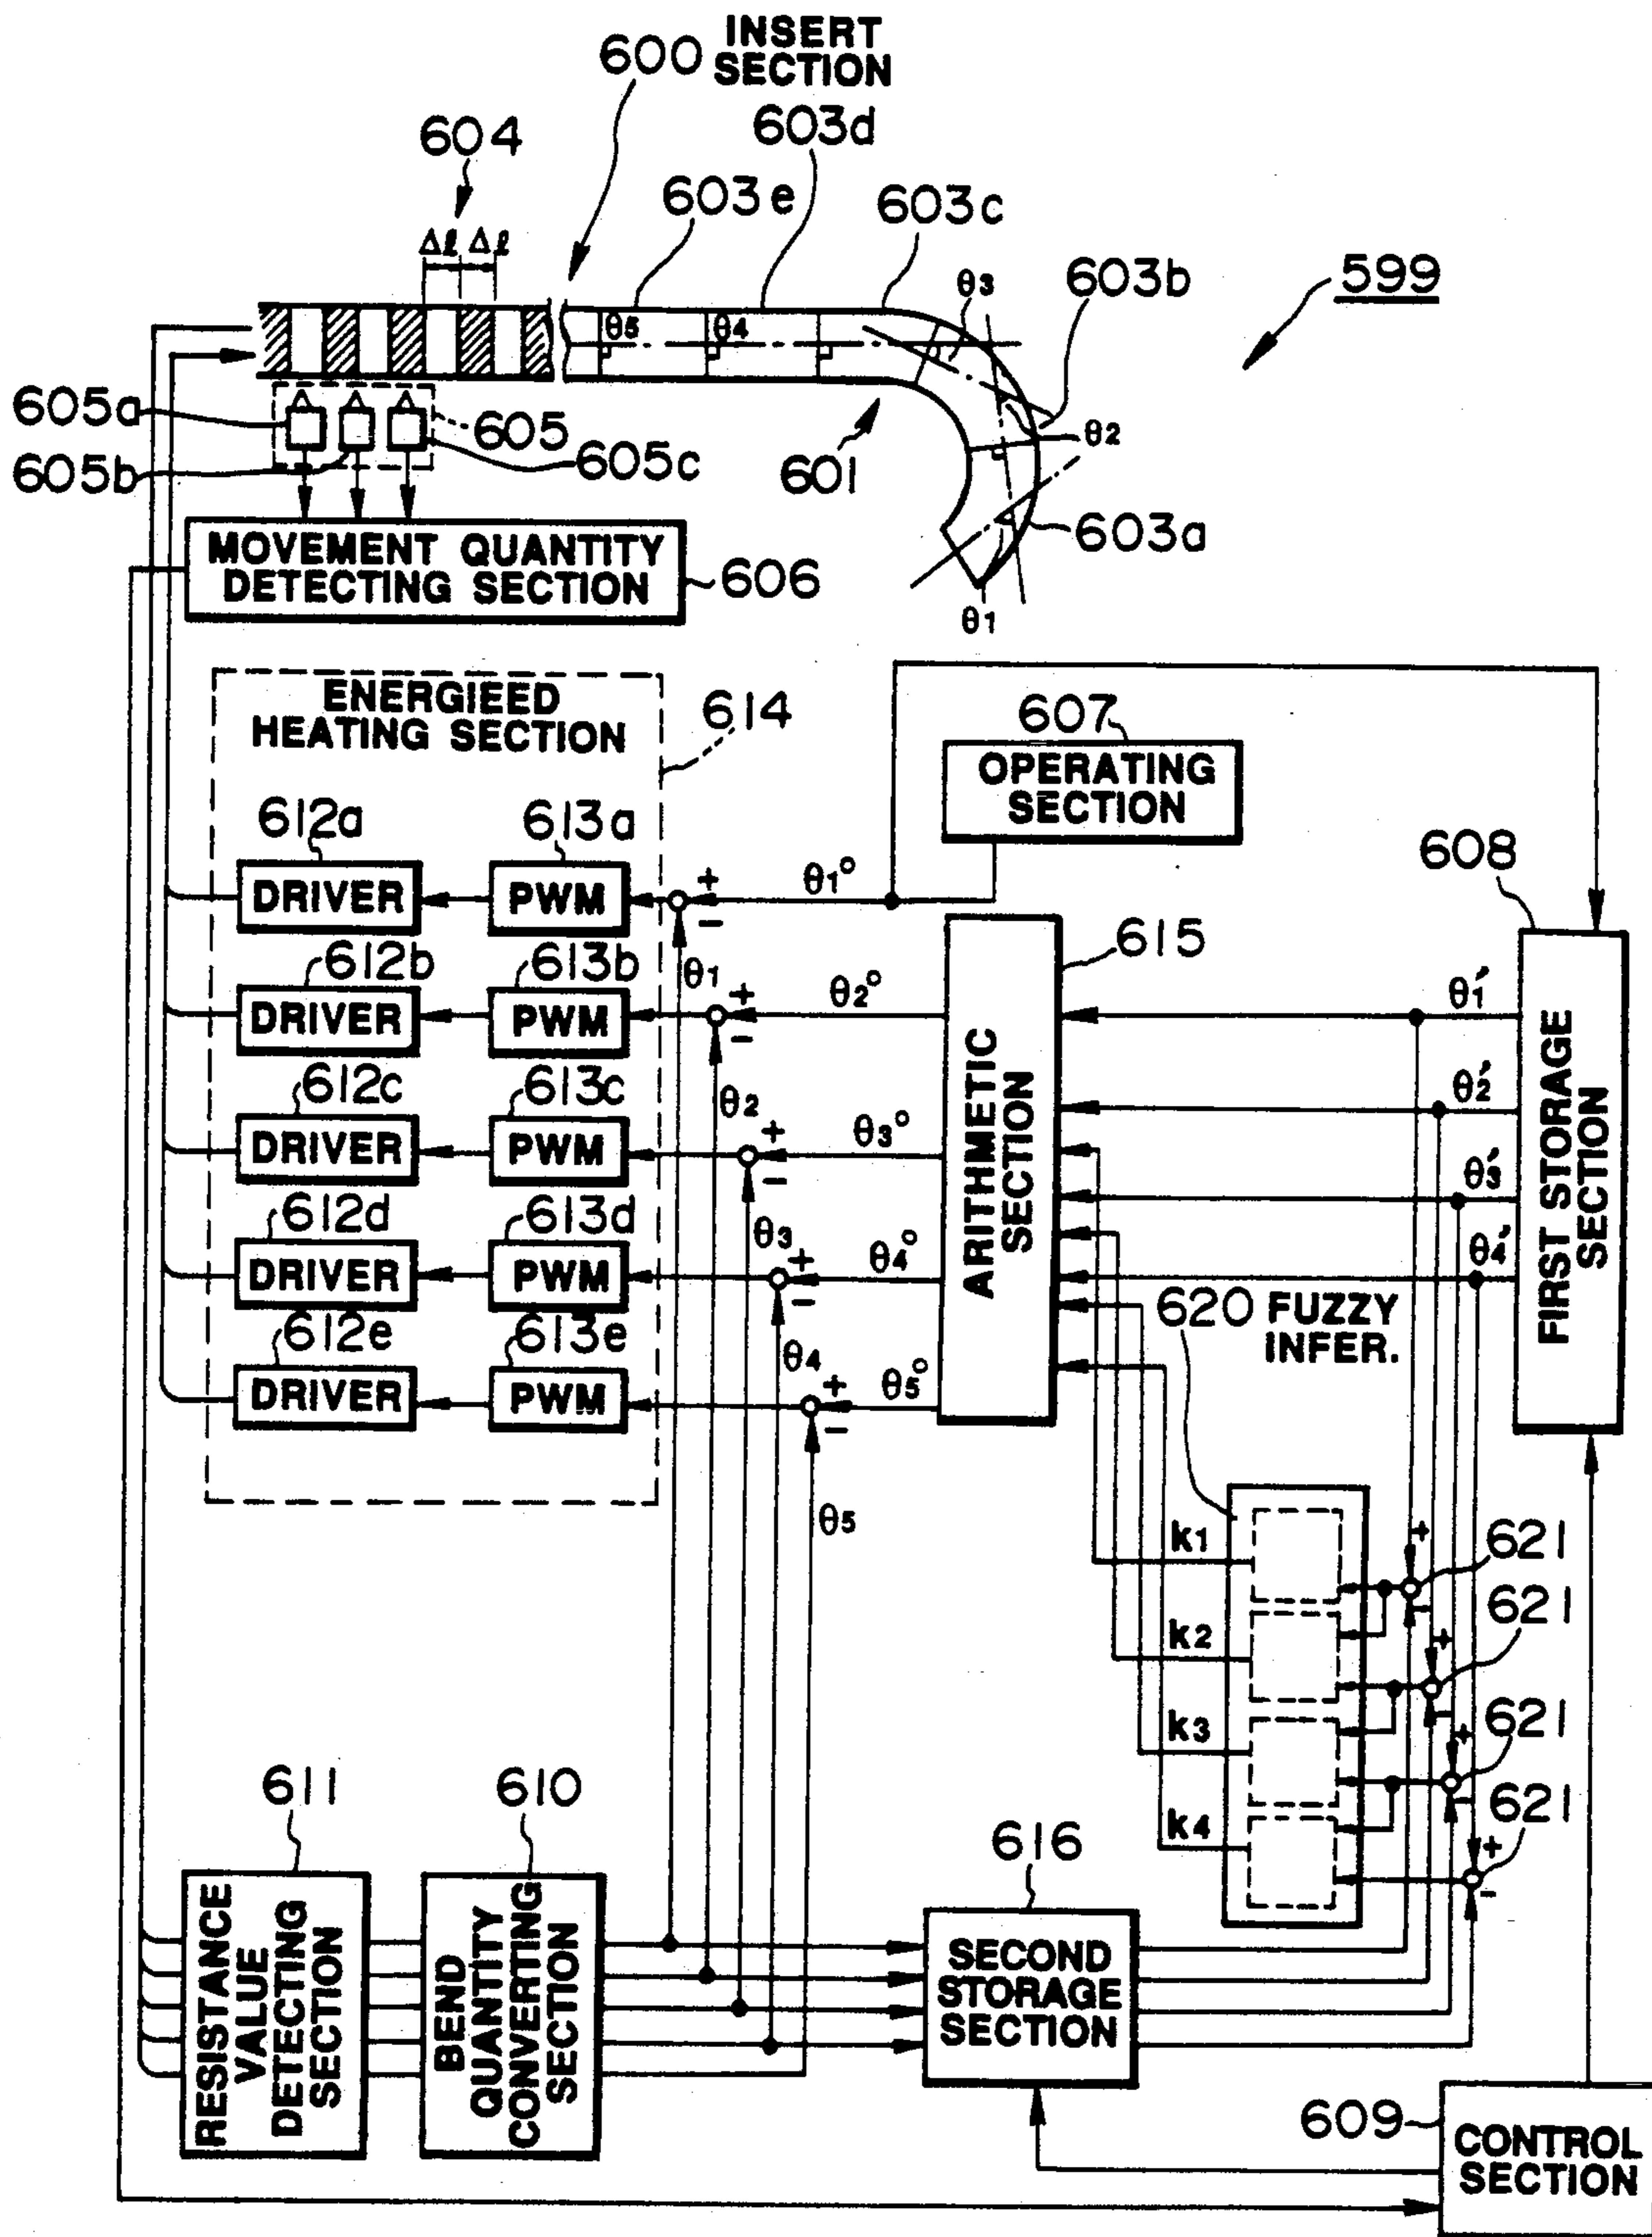 600 INSERT
SECTION
604
603d
603e
603c
Δℓ Δℓ
599
603b
θ3
θ5
θ4
605a
605
605b
605c
θ2
601
603a
MOVEMENT QUANTITY
DETECTING SECTION
606
θ1
ENERGIEED
HEATING SECTION
614
607
OPERATING
SECTION
612a
613a
608
DRIVER
PWM
+
−
θ1°
615
612b
613b
θ1
DRIVER
PWM
+
−
θ2°
θ1′
612c
613c
θ2
θ2′
DRIVER
PWM
+
−
θ3°
θ3′
612d
613d
θ3
DRIVER
PWM
+
−
θ4°
θ4′
ARITHMETIC
SECTION
FIRST STORAGE
SECTION
620 FUZZY
INFER.
612e
613e
θ4
DRIVER
PWM
+
−
θ5°
θ5
k1
+
−
621
k2
+
−
621
k3
+
−
621
k4
+
-
621
611
610
616
RESISTANCE
VALUE
DETECTING
SECTION
BEND
QUANTITY
CONVERTING
SECTION
SECOND
STORAGE
SECTION
609
CONTROL
SECTION